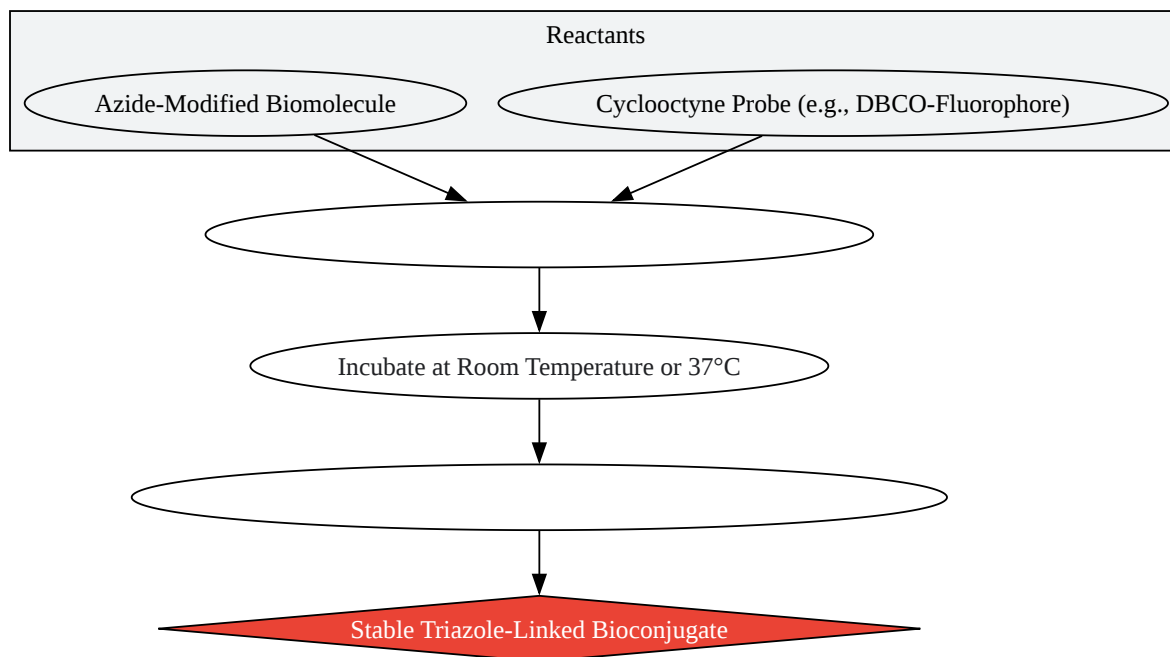 Reactants
Azide-Modified Biomolecule
Cyclooctyne Probe (e.g., DBCO-Fluorophore)
Incubate at Room Temperature or 37°C
Stable Triazole-Linked Bioconjugate